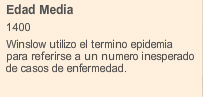 Edad Media
1400
Winslow utilizo el termino epidemia
para referirse a un numero inesperado
de casos de enfermedad.